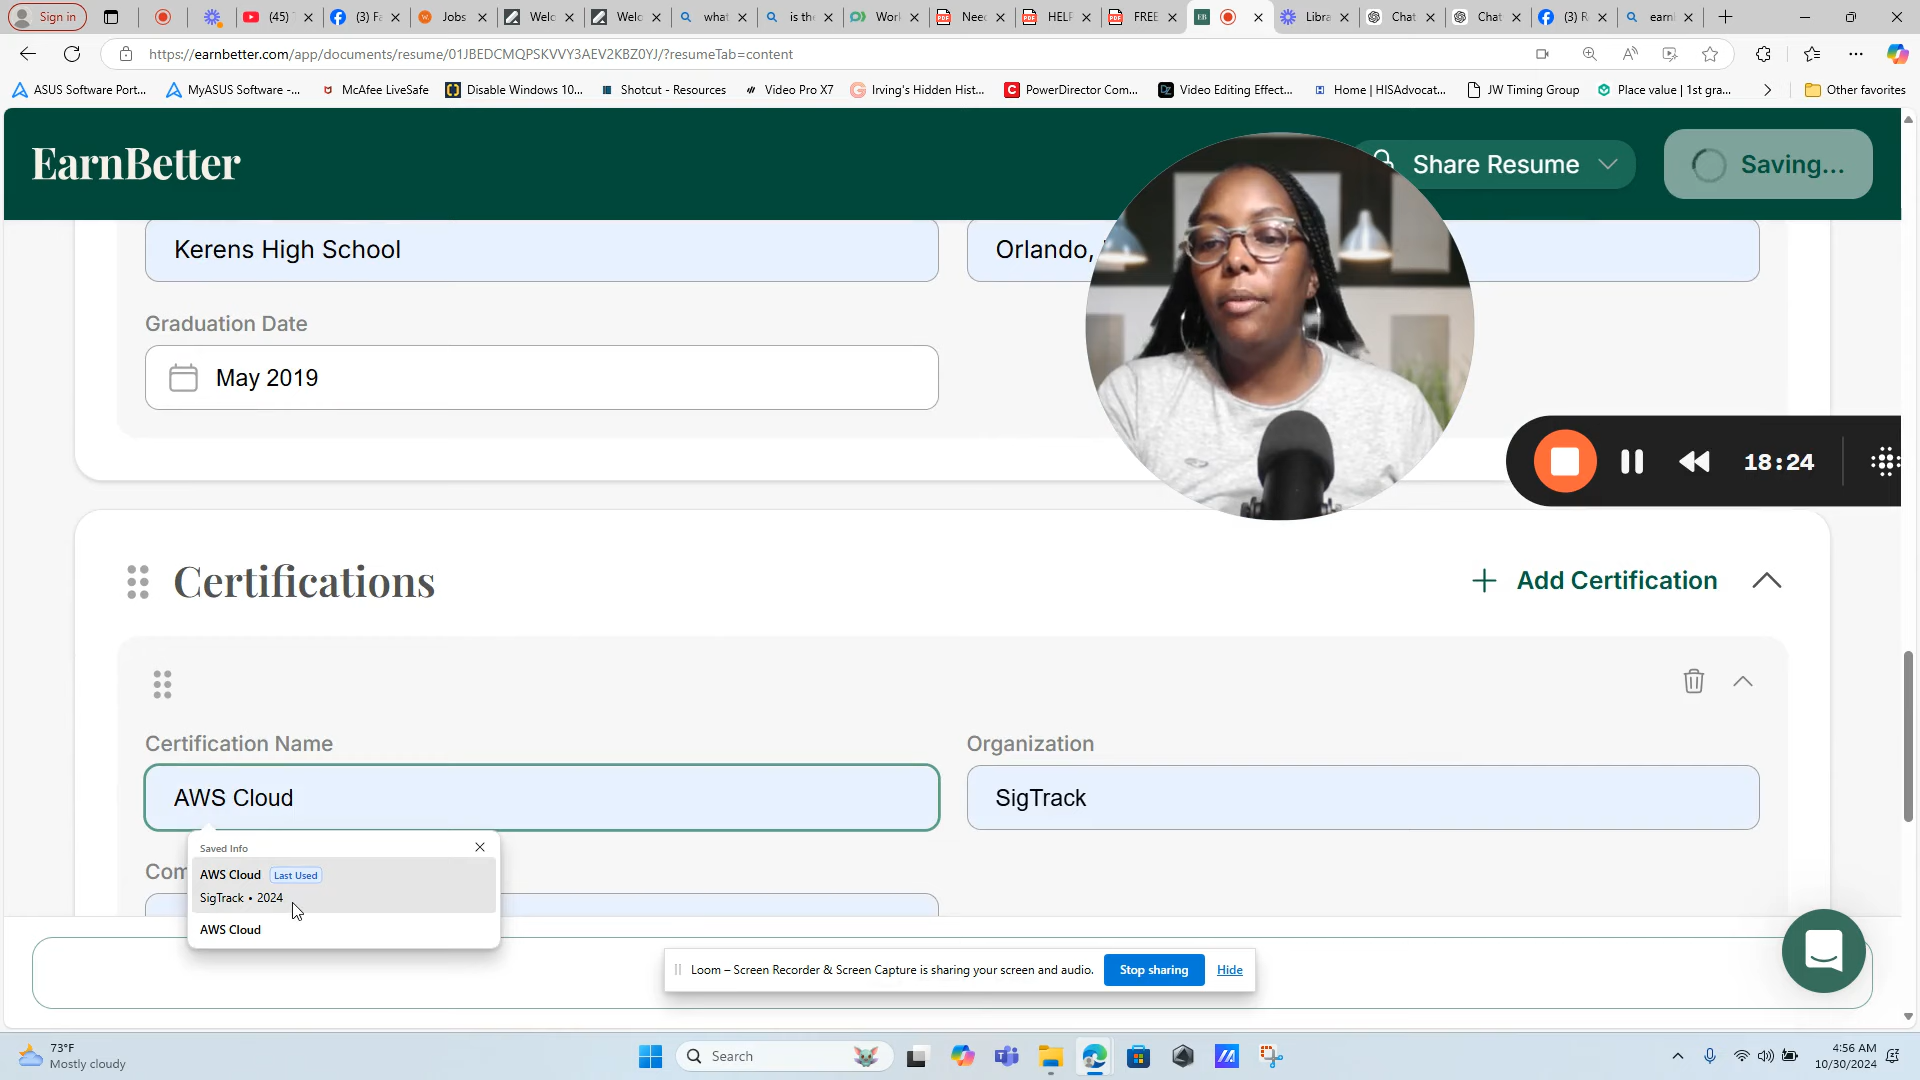 Sign in
(45)
(3) Fa
Jobs
Welc
Welc
what
is the
Work
Need
HELP
FREE
Libra
Chat
Chat
(3) R
earn
https://earnbetter.com/app/documents/resume/01JBEDCMQPSKVVY3AEV2KBZ0YJ/?resumeTab=content
ASUS Software Port...
MyASUS Software -...
McAfee LiveSafe
Disable Windows 10...
Shotcut - Resources
Video Pro X7
Irving's Hidden Hist...
PowerDirector Com...
Video Editing Effect...
Home | HISAdvocat...
JW Timing Group
Place value | 1st gra...
Other favorites
EarnBetter
Share Resume
Saving...
Kerens High School
Orlando,
Graduation Date
May 2019
18:24
Certifications
Add Certification
Certification Name
Organization
AWS Cloud
SigTrack
Com
Saved Info
AWS Cloud Last Used
SigTrack • 2024
AWS Cloud
Loom – Screen Recorder & Screen Capture is sharing your screen and audio.
Stop sharing
Hide
73°F
Mostly cloudy
Search
4:56 AM
10/30/2024